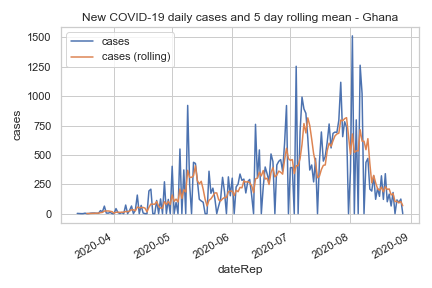 New COVID-19 daily cases and 5 day rolling mean - Ghana
cases
cases (rolling)
1500
1250
1000
750
500
250
0
cases
2020-04
2020-05
2020-06
2020-07
2020-08
2020-09
dateRep